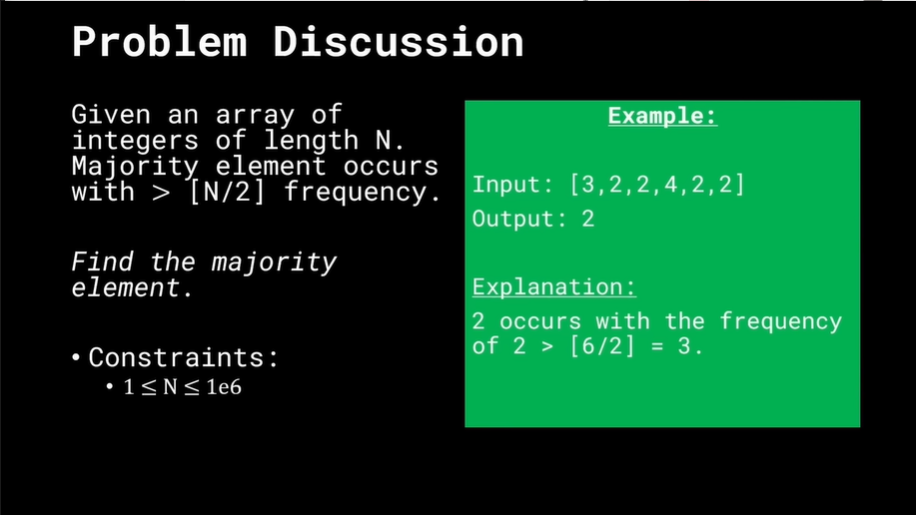 Problem Discussion
Given an array of
integers of length N.
Majority element occurs
with > [N/2] frequency.
Find the majority
element.
• Constraints:
• 1 ≤ N ≤ 1e6
Example:
Input: [3,2,2,4,2,2]
Output: 2
Explanation:
2 occurs with the frequency
of 2 > [6/2] = 3.